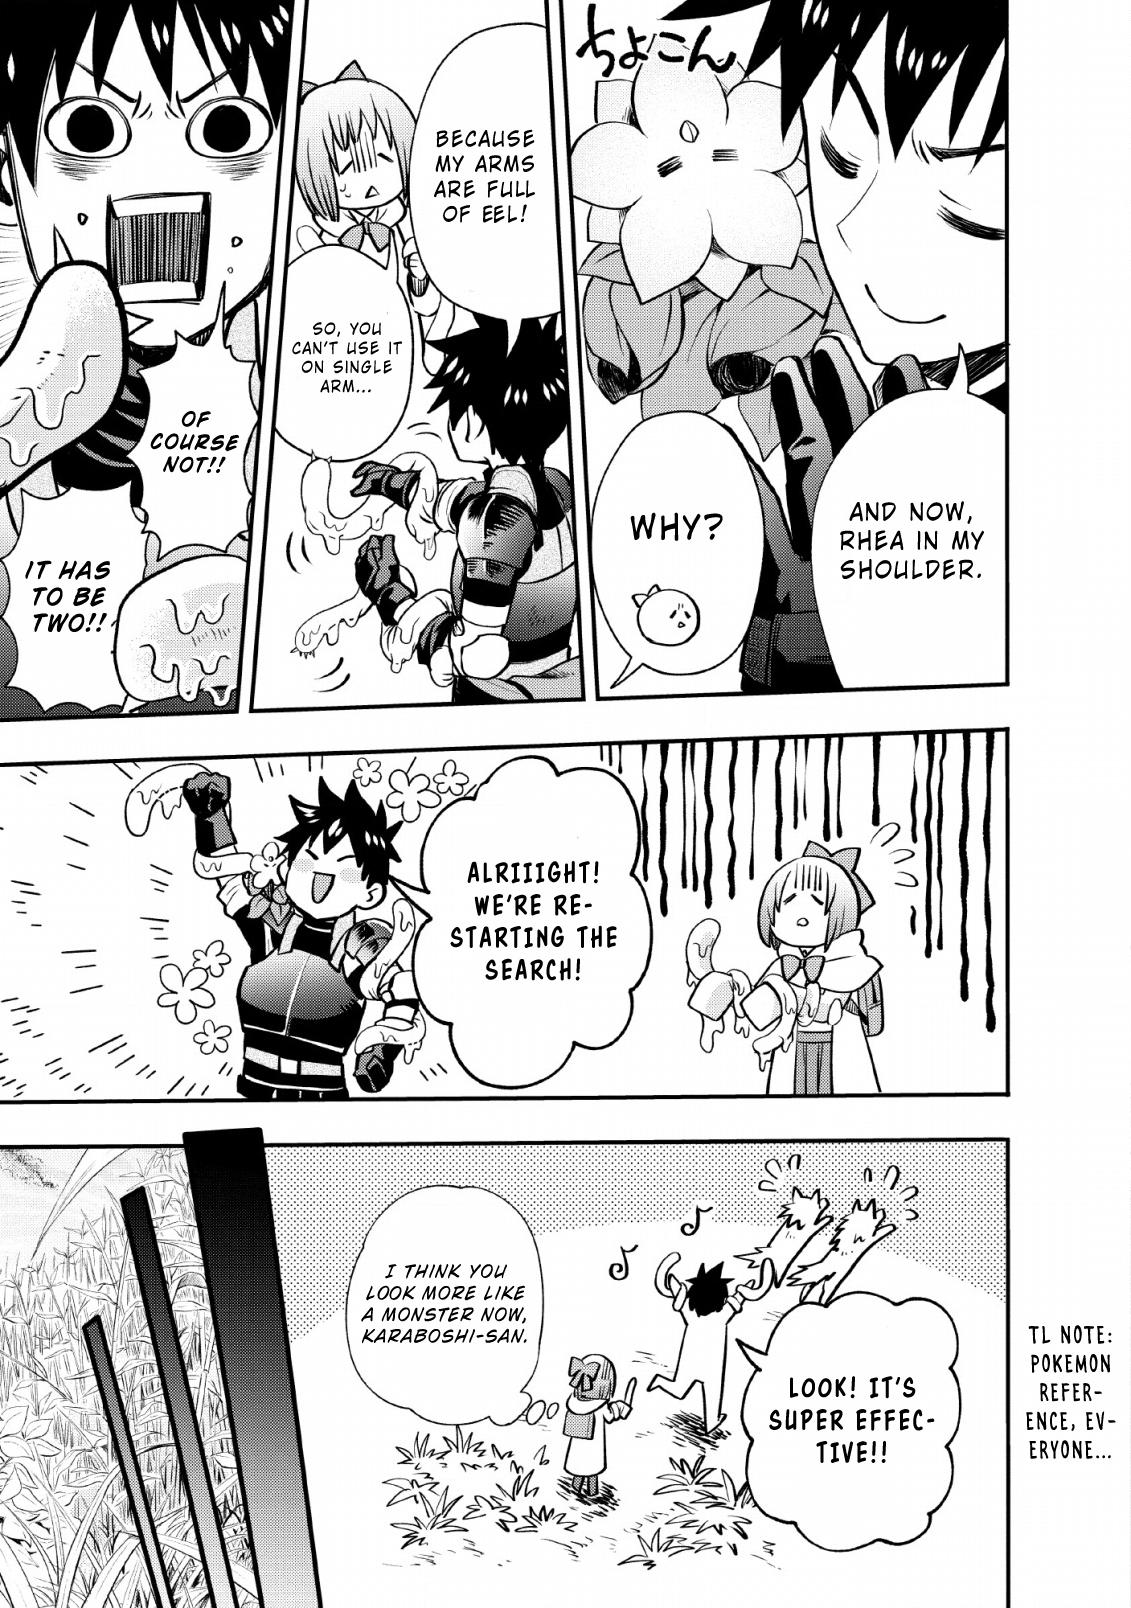 ちょこん
AND NOW,
RHEA IN MY
SHOULDER.
WHY?
BECAUSE
MY ARMS
ARE FULL
OF EEL!
SO, YOU
CAN'T USE IT
ON SINGLE
ARM...
OF
COURSE
NOT!!
IT HAS
TO BE
TWO!!
ALRIIIGHT!
WE'RE RE-
STARTING THE
SEARCH!
LOOK! IT'S
SUPER EFFEC-
TIVE!!
I THINK YOU
LOOK MORE LIKE
A MONSTER NOW,
KARABOSHI-SAN
TL NOTE:
POKEMON
REFER-
ENCE, EV-
ERYONE...